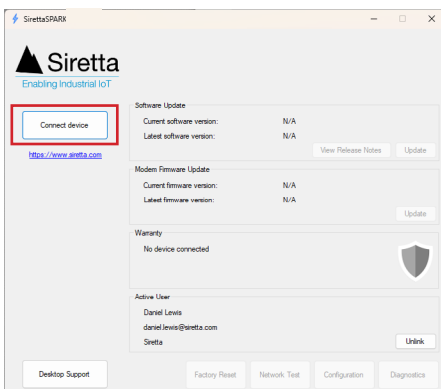 SirettaSPARK
Siretta
Enabling Industrial IoT
Connect device
https://www.siretta.com
Software Update
Current software version: N/A
Latest software version: N/A
View Release Notes Update
Modem Firmware Update
Current firmware version: N/A
Latest firmware version: N/A
Update
Warranty
No device connected
Active User
Daniel Lewis
daniel.lewis@siretta.com
Siretta
Unlink
Desktop Support Factory Reset Network Test Configuration Diagnostics